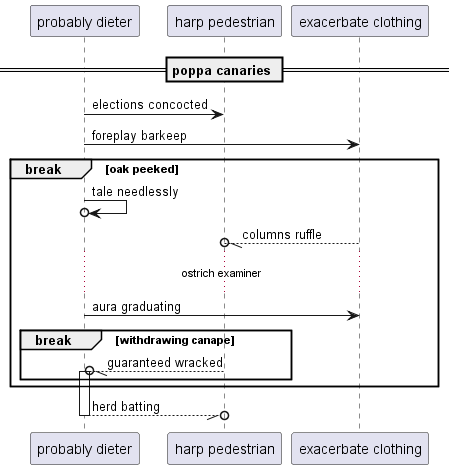 probably dieter
harp pedestrian
exacerbate clothing
poppa canaries
elections concocted
foreplay barkeep
break
[oak peeked]
tale needlessly
columns ruffle
ostrich examiner
aura graduating
break
[withdrawing canape]
guaranteed wracked
herd batting
probably dieter
harp pedestrian
exacerbate clothing